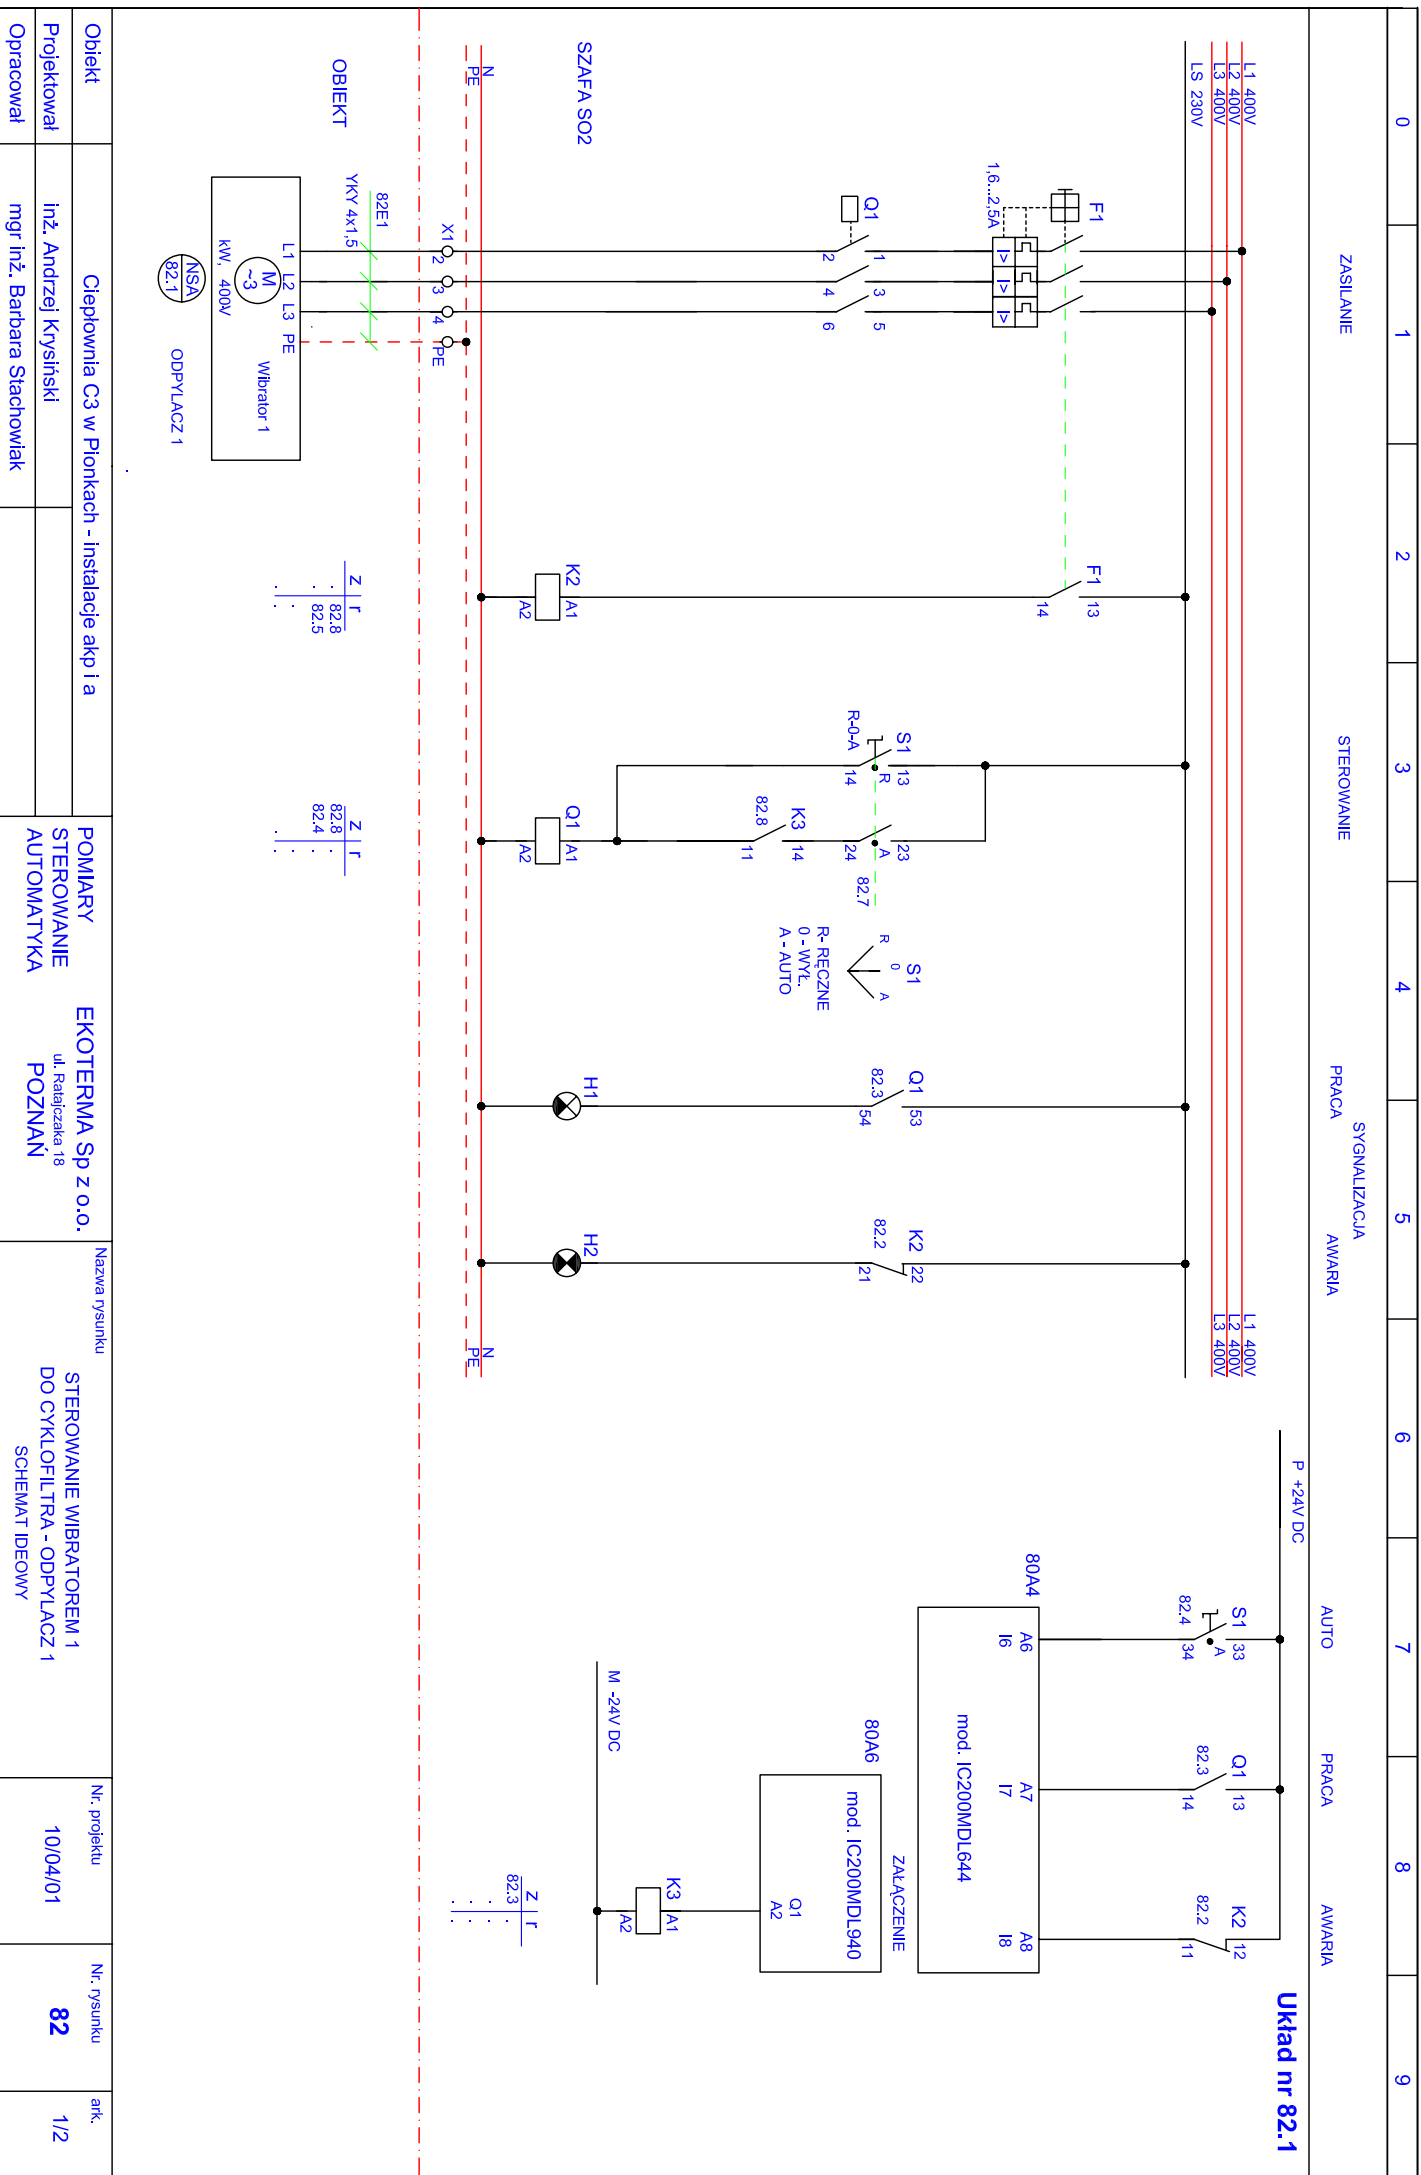 0 1 2 3 4 5 6 7 8 9
ZASILANIE
STEROWANIE
SYGNALIZACJA
PRACA
AWARIA
AUTO
PRACA
AWARIA
Układ nr 82.1
L1 400V
L2 400V
L3 400V
LS 230V
L1 400V
L2 400V
L3 400V
P +24V DC
F1
1,6...2,5A
I>
I>
I>
Q1
1
2
3
4
5
6
SZAFA SO2
N
PE
N
PE
X1
2
3
4
PE
OBIEKT
82E1
YKY 4x1,5
L1
L2
L3
PE
M
~3
kW, 400V
Wibrator 1
NSA
82.1
ODPYLACZ 1
F1
13
14
K2
A1
A2
z r
. 82.8
. 82.5
. .
S1
13
R
14
R-0-A
23
A
24
82.7
K3
14
82.8
11
Q1
A1
A2
z r
82.8 .
82.4 .
. .
S1
R 0 A
R- RĘCZNE
0 - WYŁ.
A - AUTO
Q1
53
82.3
54
H1
K2
22
82.2
21
H2
S1
33
A
82.4
34
Q1
13
82.3
14
K2
12
82.2
11
80A4
A6
I6
A7
I7
A8
I8
mod. IC200MDL644
ZAŁĄCZENIE
80A6
mod. IC200MDL940
Q1
A2
K3
A1
A2
M -24V DC
z r
82.3 .
. .
. .
. .
Obiekt
Ciepłownia C3 w Pionkach - instalacje akp i a
Projektował
inż. Andrzej Krysiński
Opracował
mgr inż. Barbara Stachowiak
POMIARY
STEROWANIE
AUTOMATYKA
EKOTERMA Sp z o.o.
ul. Ratajczaka 18
POZNAŃ
Nazwa rysunku
STEROWANIE WIBRATOREM 1
DO CYKLOFILTRA - ODPYLACZ 1
SCHEMAT IDEOWY
Nr. projektu
10/04/01
Nr. rysunku
82
ark.
1/2